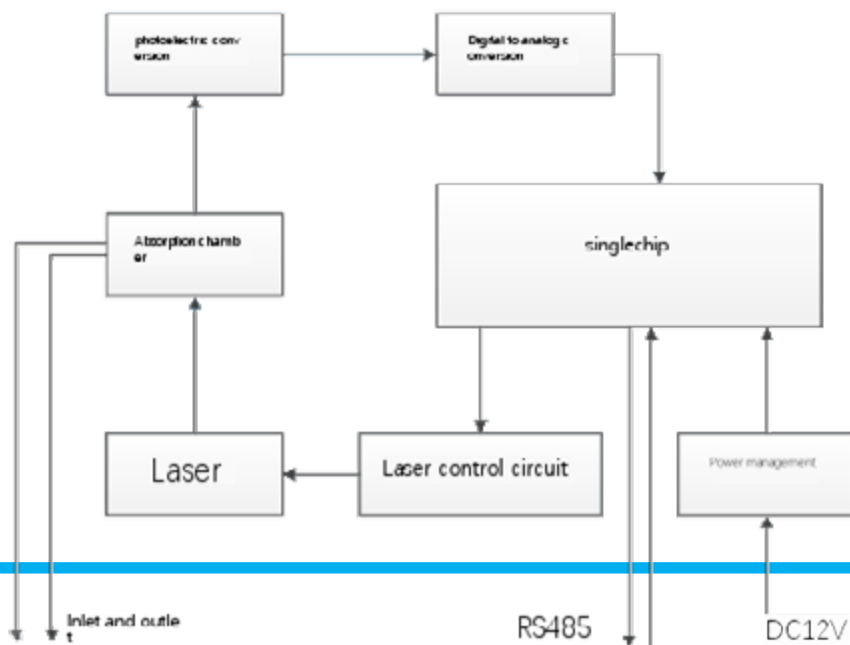 photoelectric conv
ersion
Digital to analog c
onversion
Absorption chamb
er
singlechip
Laser
Laser control circuit
Power management
Inlet and outle
t
RS485
DC12V